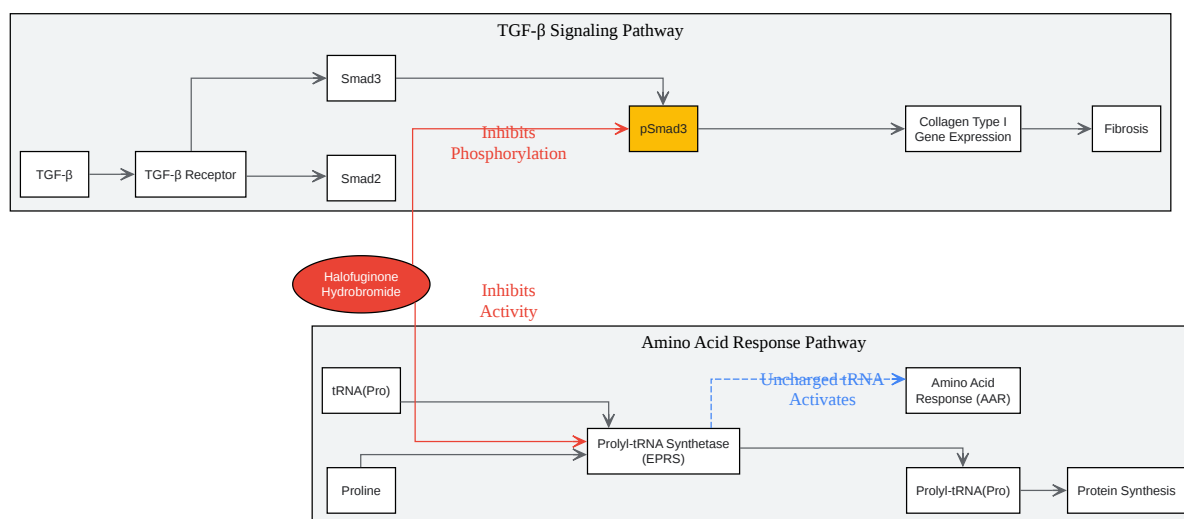 TGF-β Signaling Pathway
Smad3
pSmad3
Collagen Type I
Gene Expression
Fibrosis
Inhibits
Phosphorylation
TGF-β
TGF-β Receptor
Smad2
Halofuginone
Hydrobromide
Inhibits
Activity
Amino Acid Response Pathway
tRNA(Pro)
Uncharged tRNA
Activates
Amino Acid
Response (AAR)
Prolyl-tRNA Synthetase
(EPRS)
Proline
Prolyl-tRNA(Pro)
Protein Synthesis